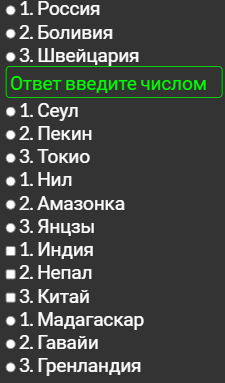 1. Россия
2. Боливия
3. Швейцария
Ответ введите числом
1. Сеул
2. Пекин
3. Токио
1. Нил
2. Амазонка
3. Янцзы
1. Индия
2. Непал
3. Китай
1. Мадагаскар
2. Гавайи
3. Гренландия